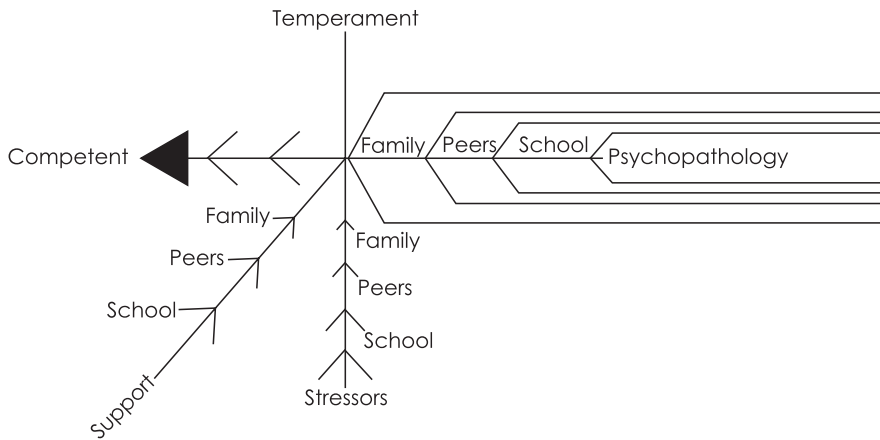 Temperament
Family Peers School
Competent
Psychopathology
Family
Family
Peers
Peers
School
School
Support
Stressors